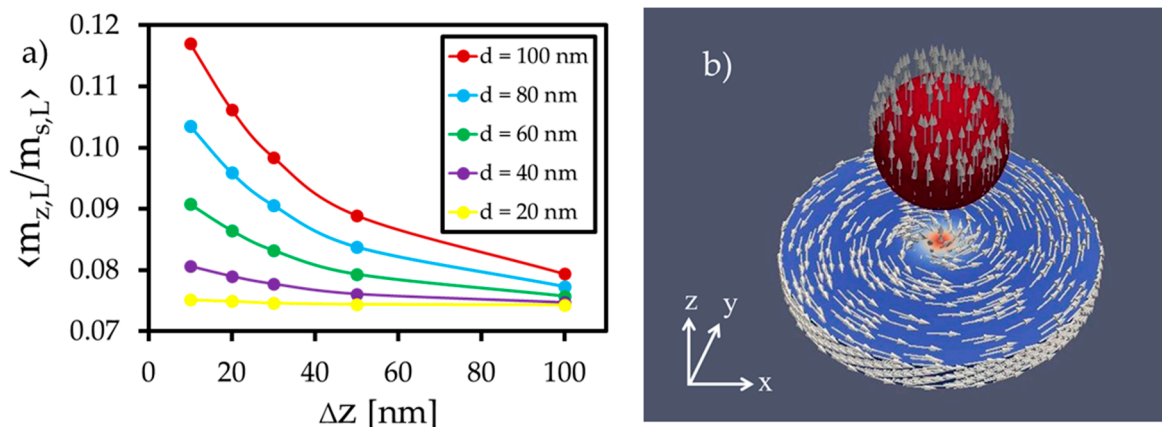 a)
⟨m_z,L/m_s,L⟩
0.12
0.11
0.10
0.09
0.08
0.07
0 20 40 60 80 100
Δz [nm]
d = 100 nm
d = 80 nm
d = 60 nm
d = 40 nm
d = 20 nm
b)
z
y
x